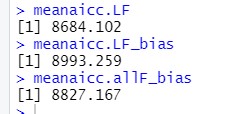 > meanaicc.LF
[1] 8684.102
> meanaicc.LF_bias
[1] 8993.259
> meanaicc.allF_bias
[1] 8827.167
>